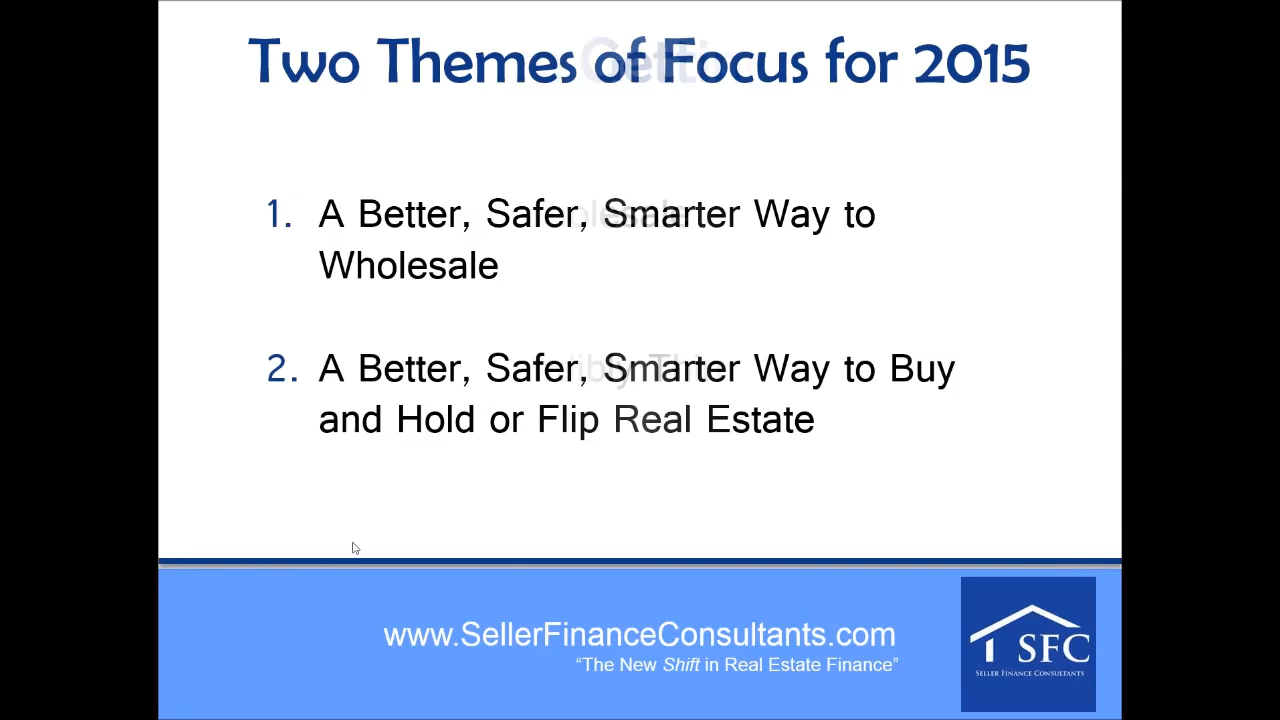 Two Themes of Focus for 2015
1. A Better, Safer, Smarter Way to
Wholesale
2. A Better, Safer, Smarter Way to Buy
and Hold or Flip Real Estate
www.SellerFinanceConsultants.com
“The New Shift in Real Estate Finance”
SFC
SELLER FINANCE CONSULTANTS